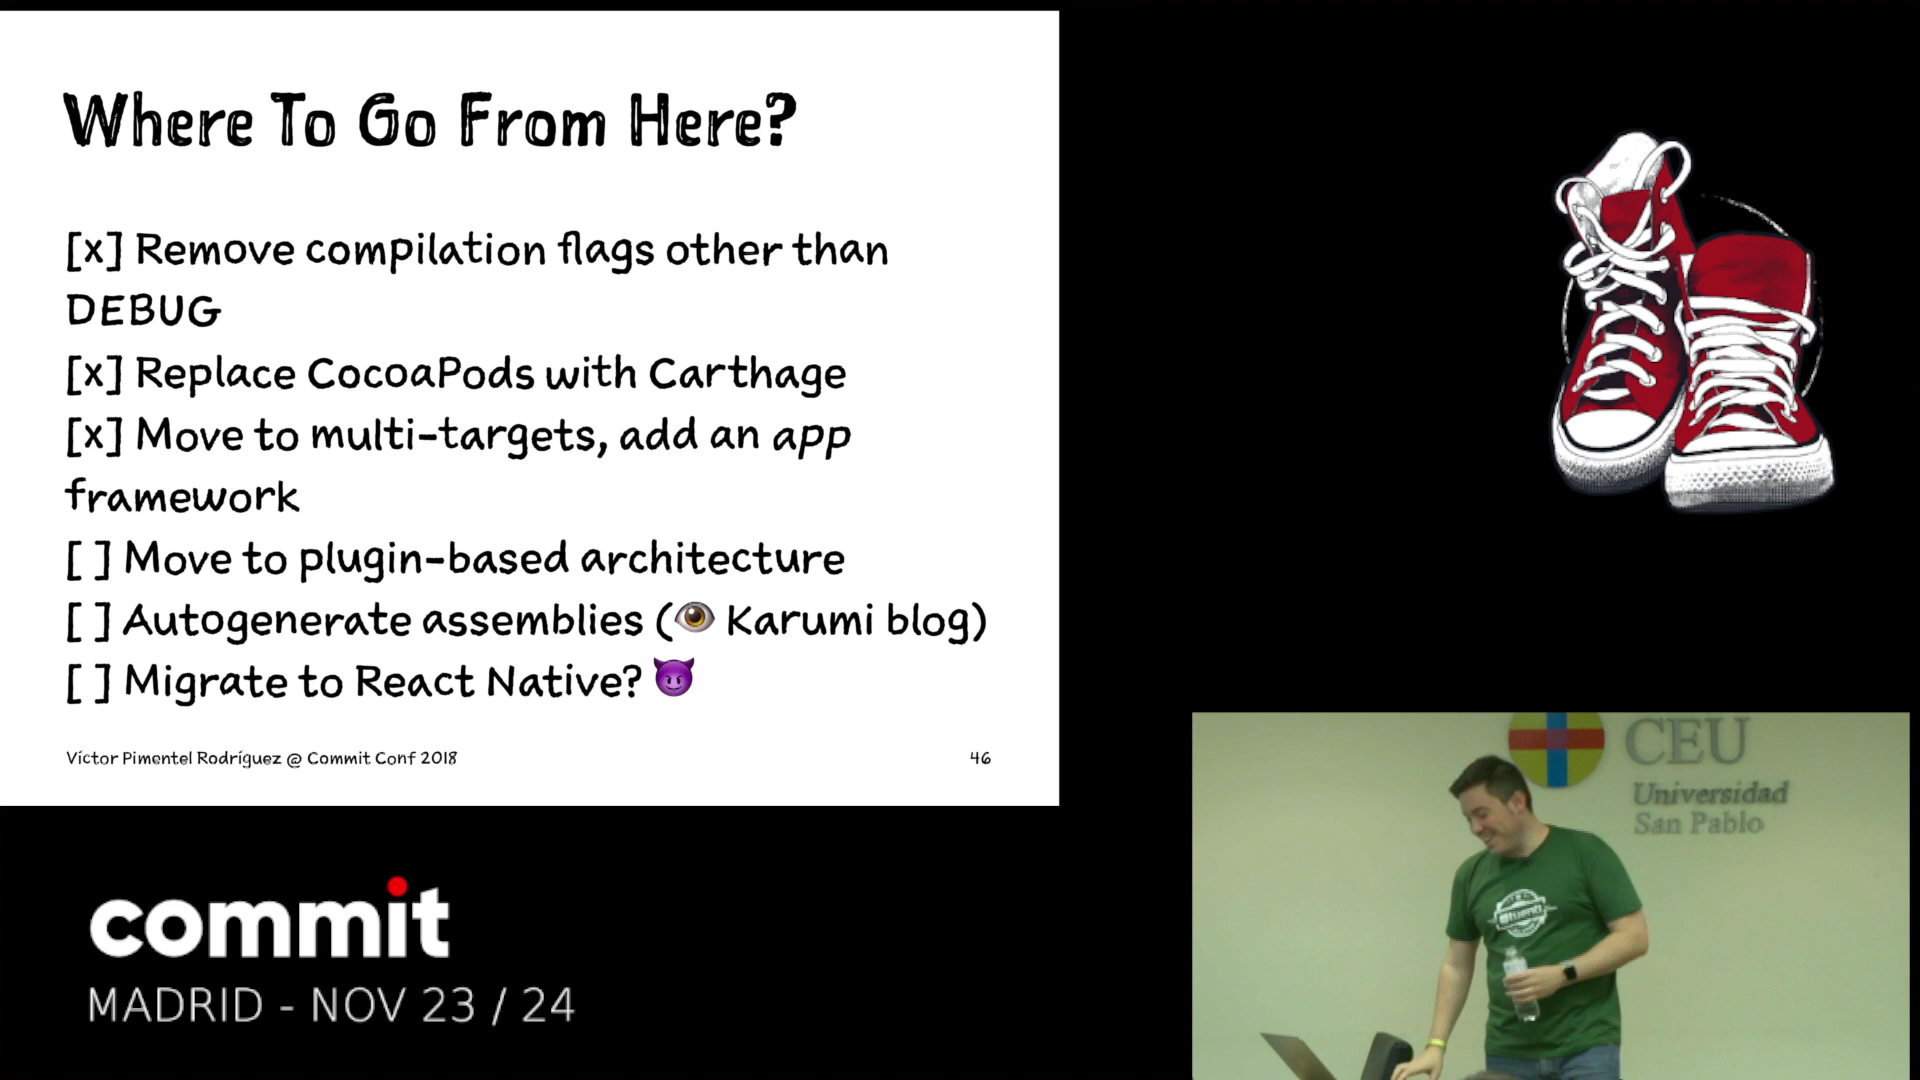 Where To Go From Here?
[x] Remove compilation flags other than
DEBUG
[x] Replace CocoaPods with Carthage
[x] Move to multi-targets, add an app
framework
[ ] Move to plugin-based architecture
[ ] Autogenerate assemblies (👁 Karumi blog)
[ ] Migrate to React Native? 😈
Víctor Pimentel Rodríguez @ Commit Conf 2018
46
commit
MADRID - NOV 23 / 24
CEU
Universidad
San Pablo